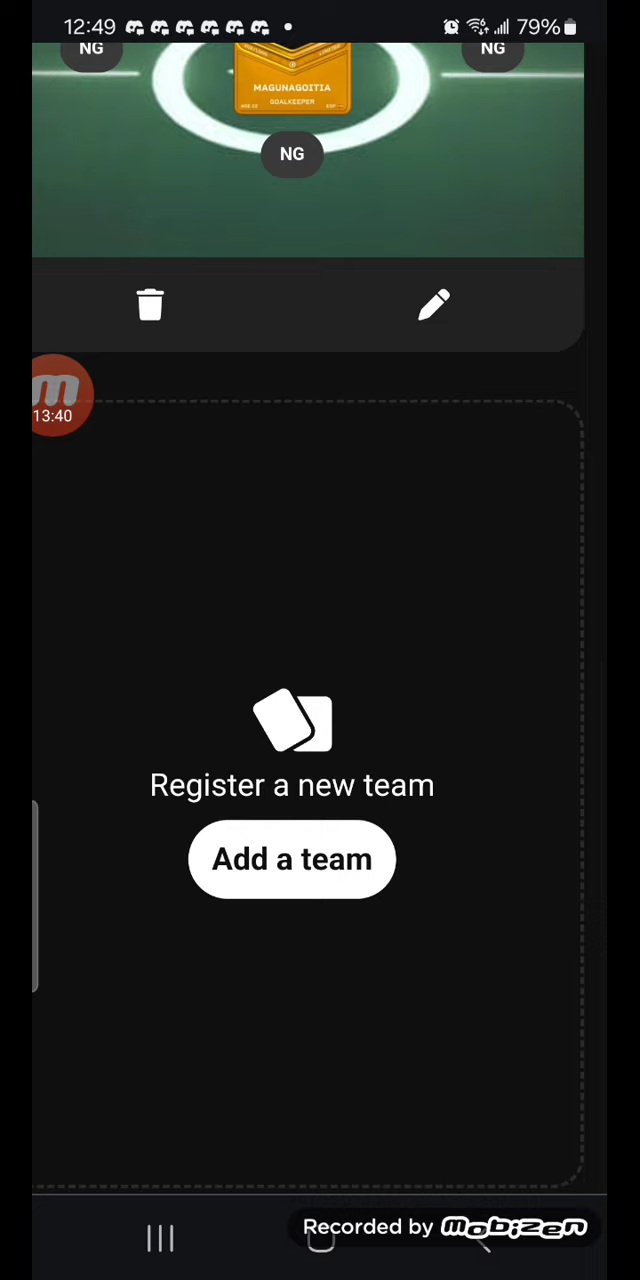 12:49
79%
NG
NG
MAGUNAGOITIA
GOALKEEPER
NG
m
13:40
Register a new team
Add a team
Recorded by mobizen